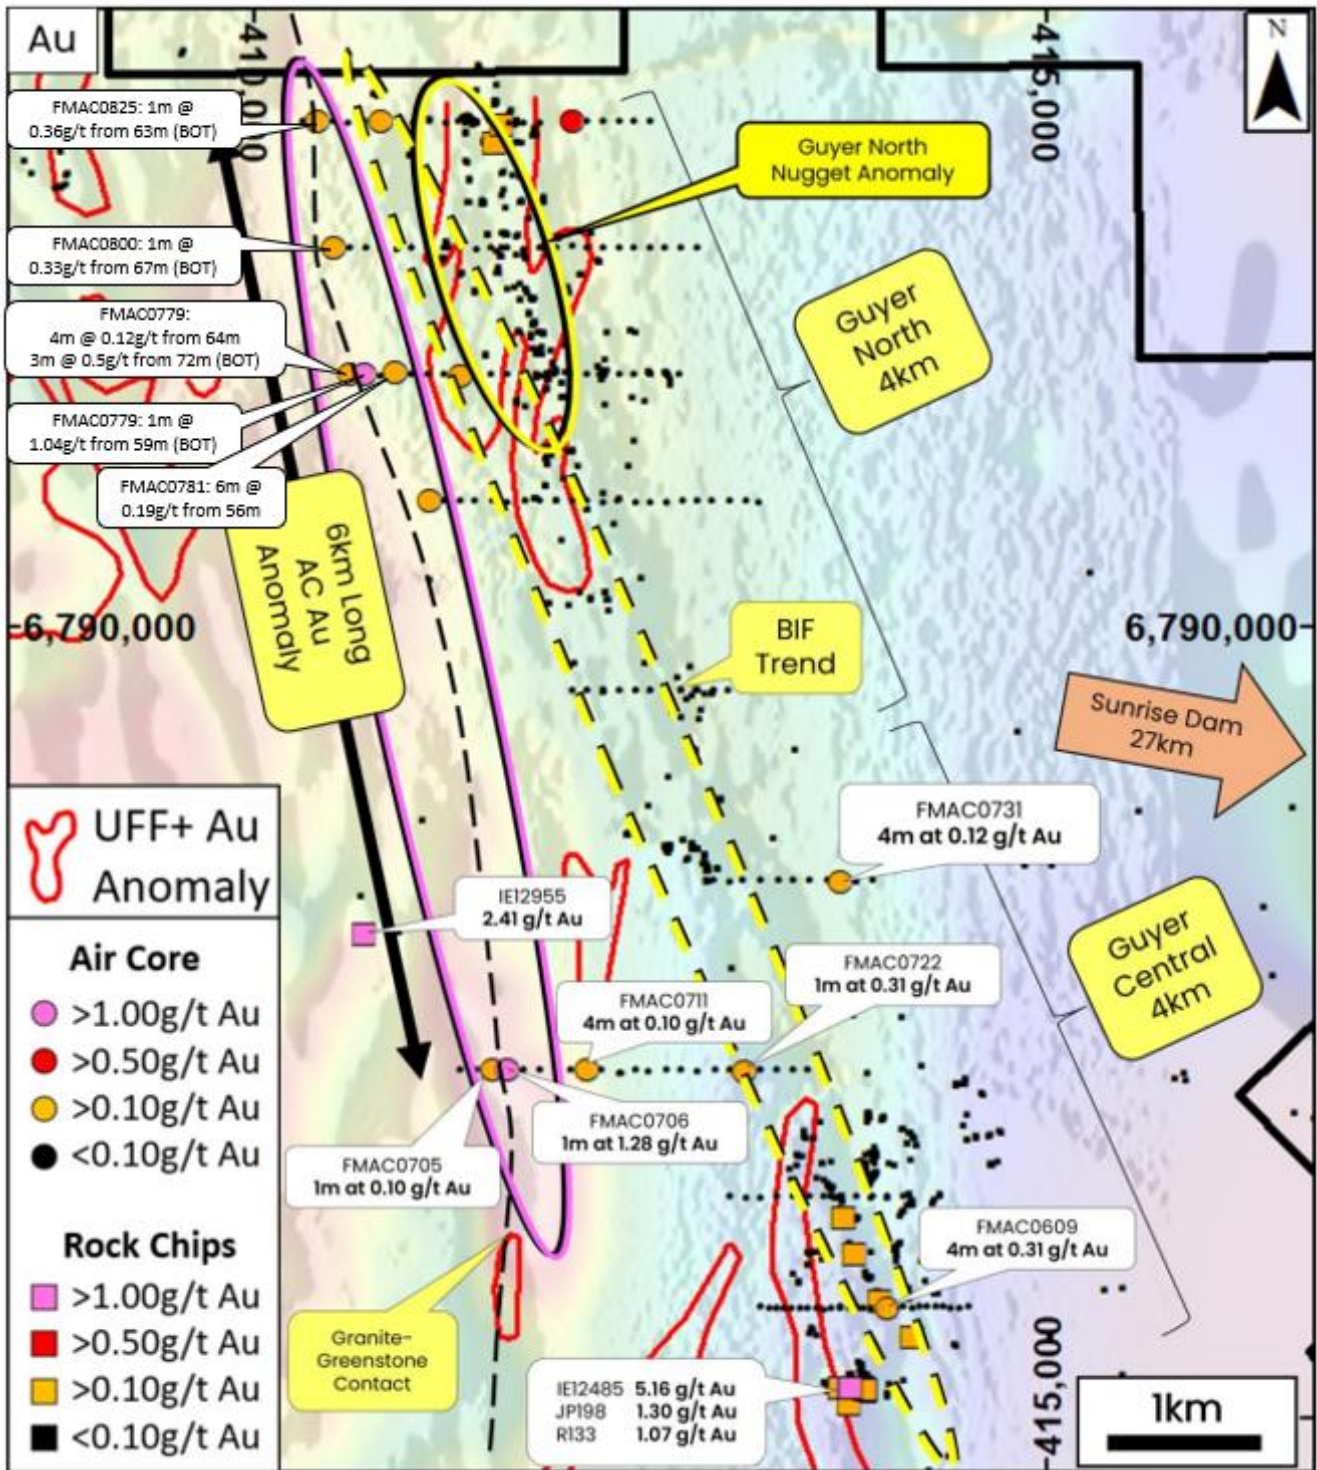 Au
410,000
415,000
N
FMAC0825: 1m @
0.36g/t from 63m (BOT)
Guyer North
Nugget Anomaly
FMAC0800: 1m @
0.33g/t from 67m (BOT)
Guyer
North
4km
FMAC0779:
4m @ 0.12g/t from 64m
3m @ 0.5g/t from 72m (BOT)
FMAC0779: 1m @
1.04g/t from 59m (BOT)
FMAC0781: 6m @
0.19g/t from 56m
6km Long
AC Au
Anomaly
6,790,000
6,790,000
BIF
Trend
Sunrise Dam
27km
FMAC0731
4m at 0.12 g/t Au
IE12955
2.41 g/t Au
Guyer
Central
4km
FMAC0722
1m at 0.31 g/t Au
FMAC0711
4m at 0.10 g/t Au
FMAC0706
1m at 1.28 g/t Au
FMAC0705
1m at 0.10 g/t Au
FMAC0609
4m at 0.31 g/t Au
Granite-
Greenstone
Contact
IE12485 5.16 g/t Au
JP198 1.30 g/t Au
R133 1.07 g/t Au
415,000
1km
UFF+ Au
Anomaly
Air Core
>1.00g/t Au
>0.50g/t Au
>0.10g/t Au
<0.10g/t Au
Rock Chips
>1.00g/t Au
>0.50g/t Au
>0.10g/t Au
<0.10g/t Au